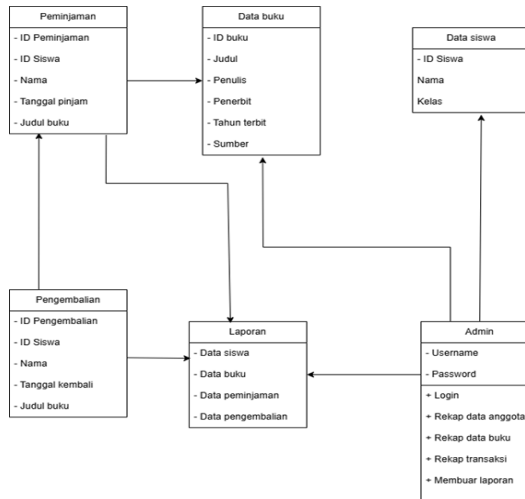 Peminjaman
- ID Peminjaman
- ID Siswa
- Nama
- Tanggal pinjam
- Judul buku
Data buku
- ID buku
- Judul
- Penulis
- Penerbit
- Tahun terbit
- Sumber
Data siswa
- ID Siswa
Nama
Kelas
Pengembalian
- ID Pengembalian
- ID Siswa
- Nama
- Tanggal kembali
- Judul buku
Laporan
- Data siswa
- Data buku
- Data peminjaman
- Data pengembalian
Admin
- Username
- Password
+ Login
+ Rekap data anggota
+ Rekap data buku
+ Rekap transaksi
+ Membuar laporan